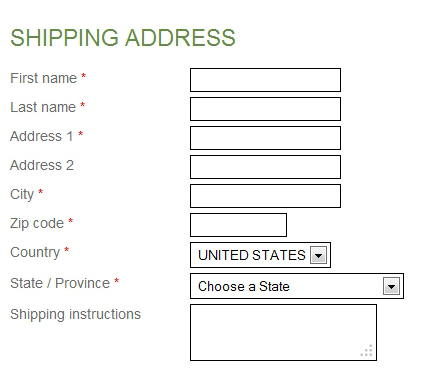 SHIPPING ADDRESS
First name *
Last name *
Address 1 *
Address 2
City *
Zip code *
Country * UNITED STATES
State / Province * Choose a State
Shipping instructions